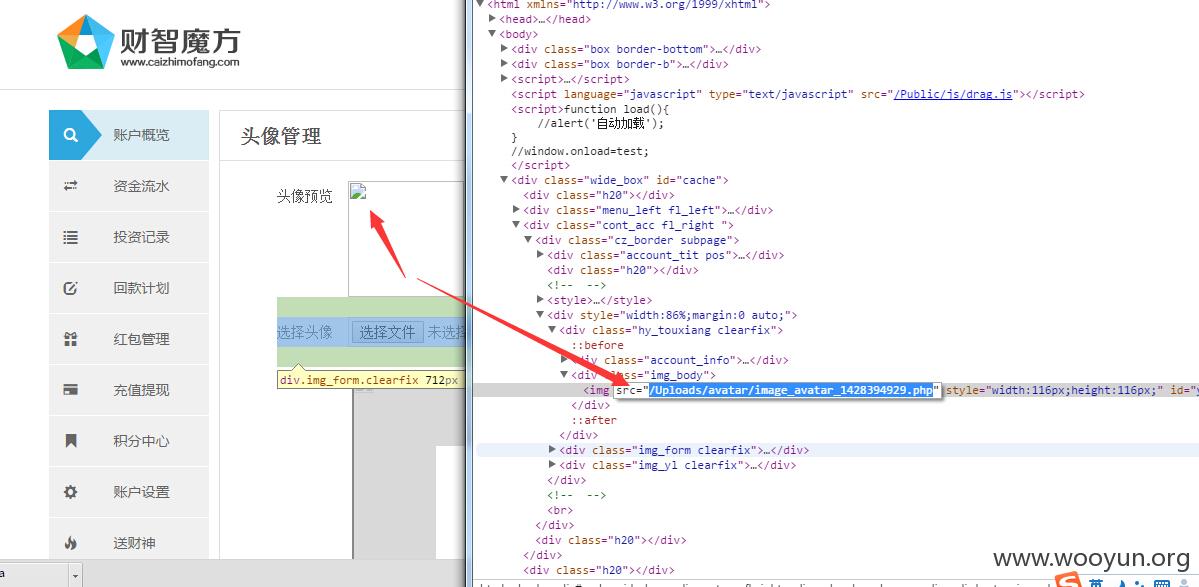 财智魔方
www.caizhimofang.com
账户概览
资金流水
投资记录
回款计划
红包管理
充值提现
积分中心
账户设置
送财神
头像管理
头像预览
选择头像
选择文件
未选择
div.img_form.clearfix 712px
a
<html xmlns="http://www.w3.org/1999/xhtml">
<head>…</head>
<body>
<div class="box border-bottom">…</div>
<div class="box border-b">…</div>
<script>…</script>
<script language="javascript" type="text/javascript" src="/Public/js/drag.js"></script>
<script>function load(){
//alert('自动加载');
}
//window.onload=test;
</script>
<div class="wide_box" id="cache">
<div class="h20"></div>
<div class="menu_left fl_left">…</div>
<div class="cont_acc fl_right ">
<div class="cz_border subpage">
<div class="account_tit pos">…</div>
<div class="h20"></div>
<!-- -->
<style>…</style>
<div style="width:86%;margin:0 auto;">
<div class="hy_touxiang clearfix">
::before
<div class="account_info">…</div>
<div class="img_body">
<img src="/Uploads/avatar/image_avatar_1428394929.php" style="width:116px;height:116px;" id="y
</div>
::after
</div>
<div class="img_form clearfix">…</div>
<div class="img_yl clearfix">…</div>
</div>
<!-- -->
<br>
</div>
<div class="h20"></div>
</div>
<div class="h20"></div>
www.wooyun.org
英